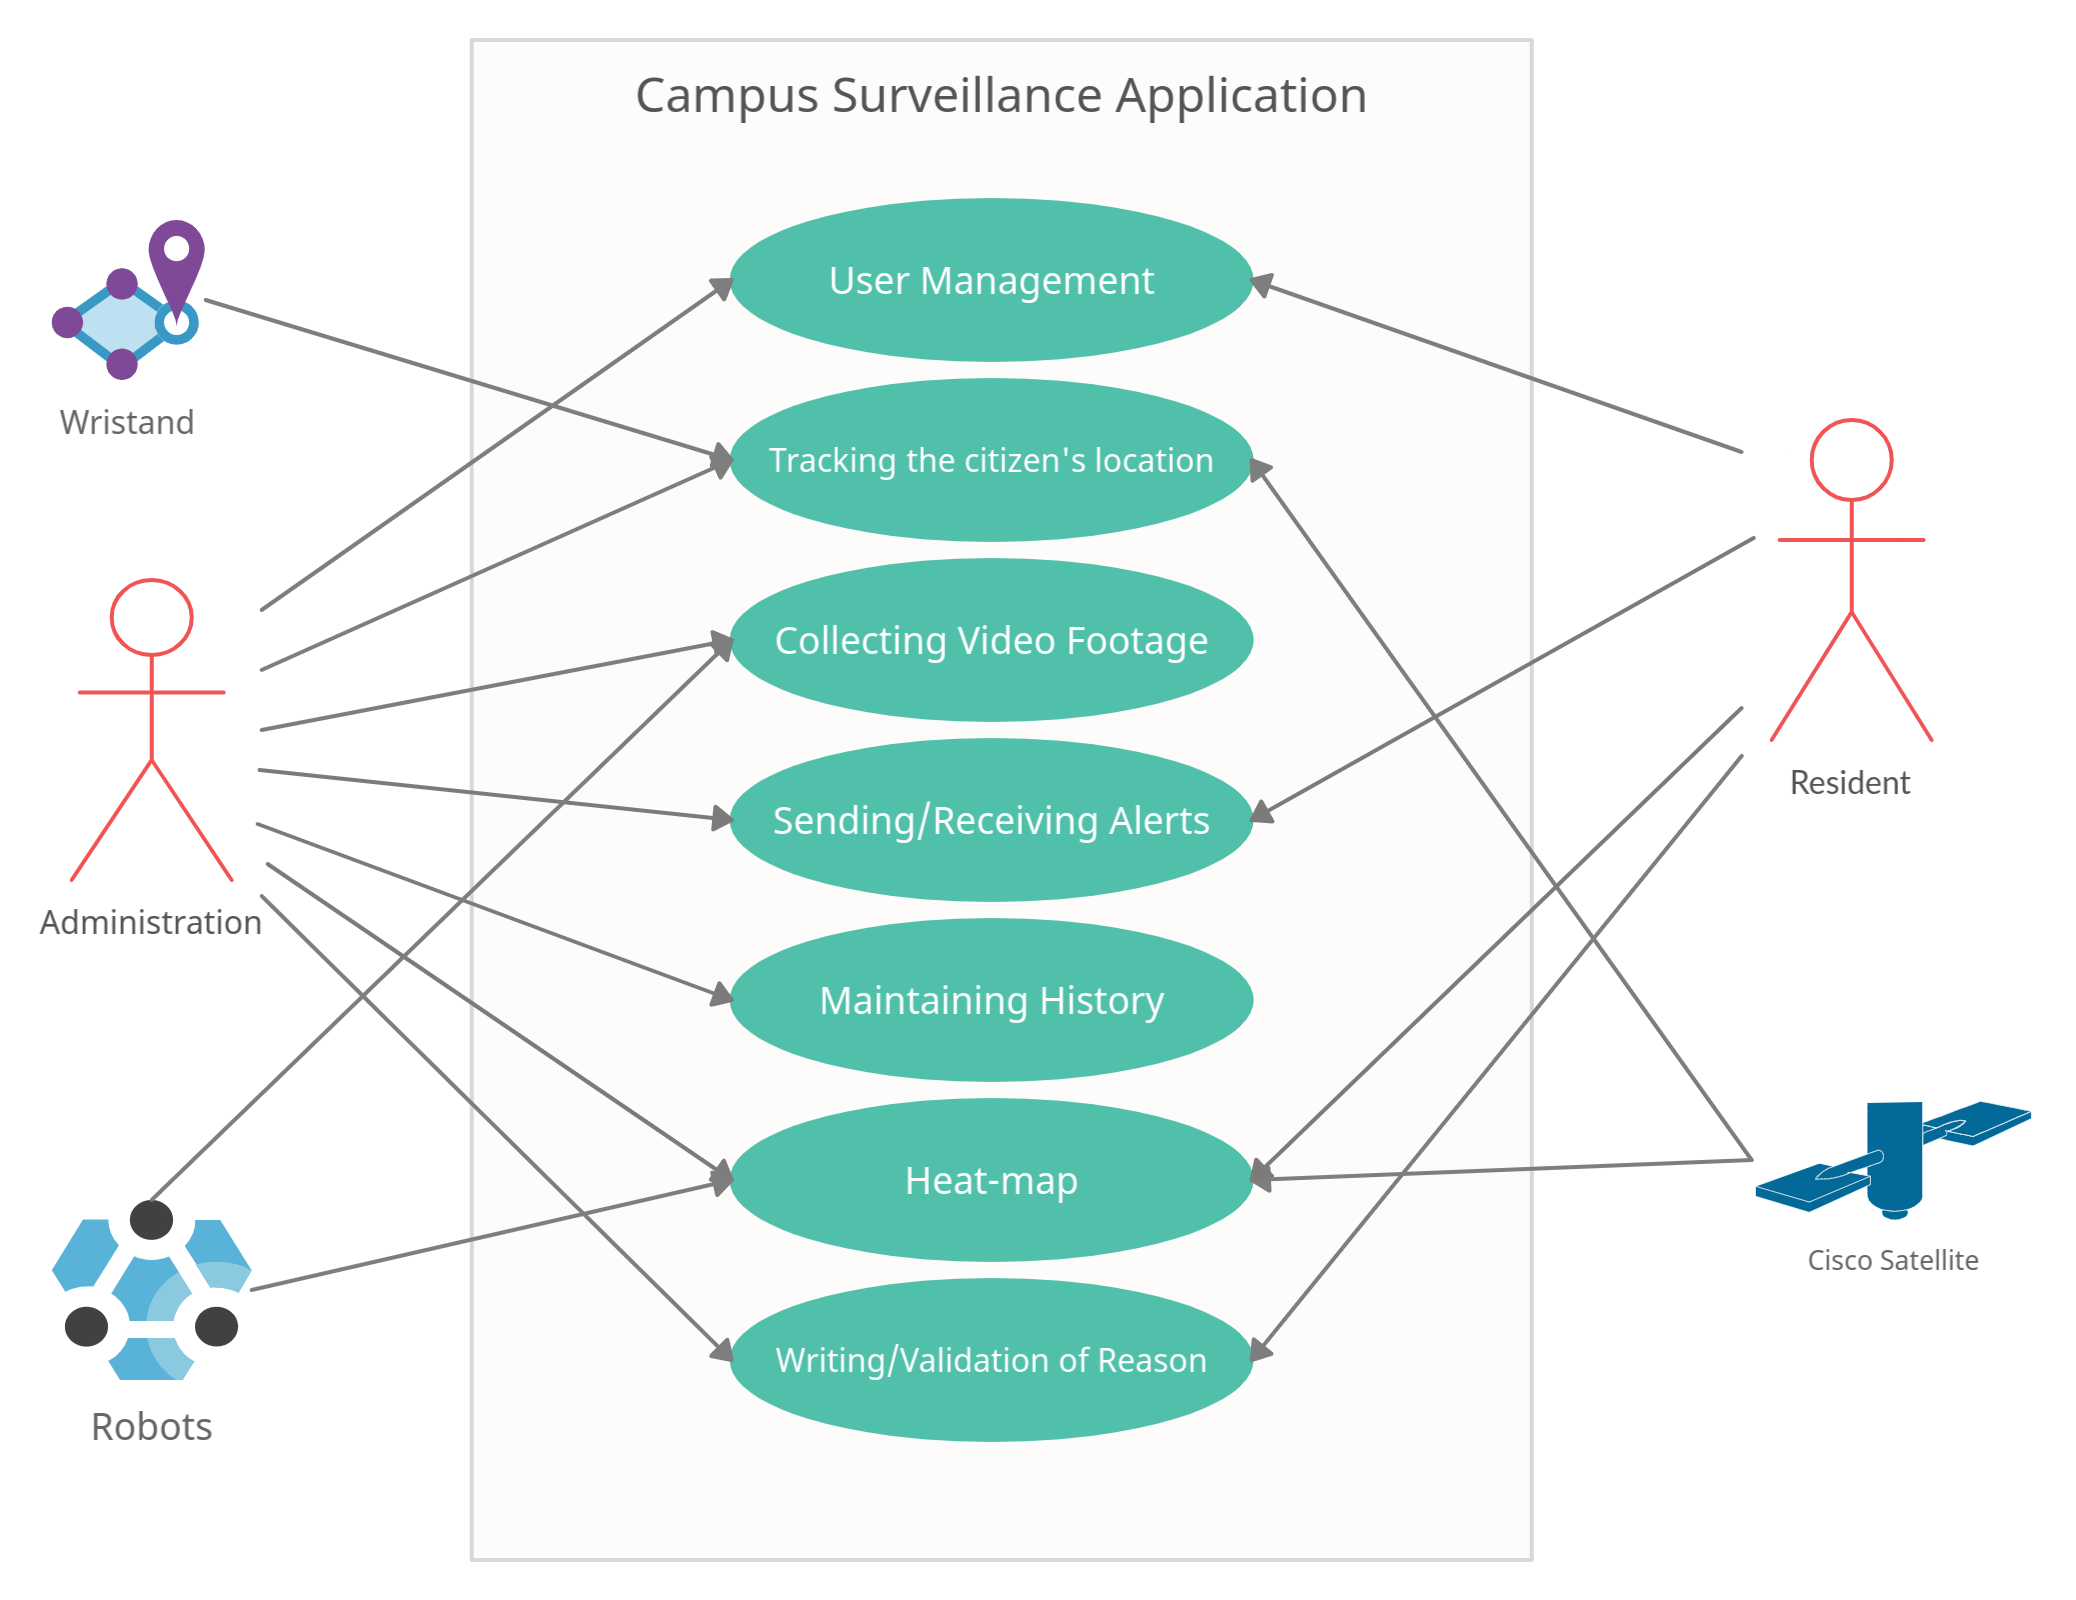 Campus Surveillance Application
User Management
Tracking the citizen's location
Collecting Video Footage
Sending/Receiving Alerts
Maintaining History
Heat-map
Writing/Validation of Reason
Wristand
Administration
Robots
Resident
Cisco Satellite